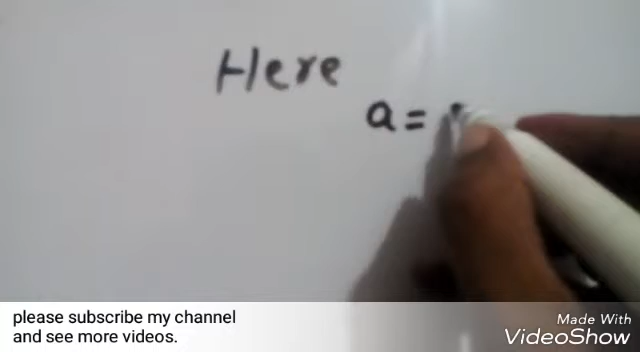 Here
a =
please subscribe my channel
and see more videos.
Made With
VideoShow